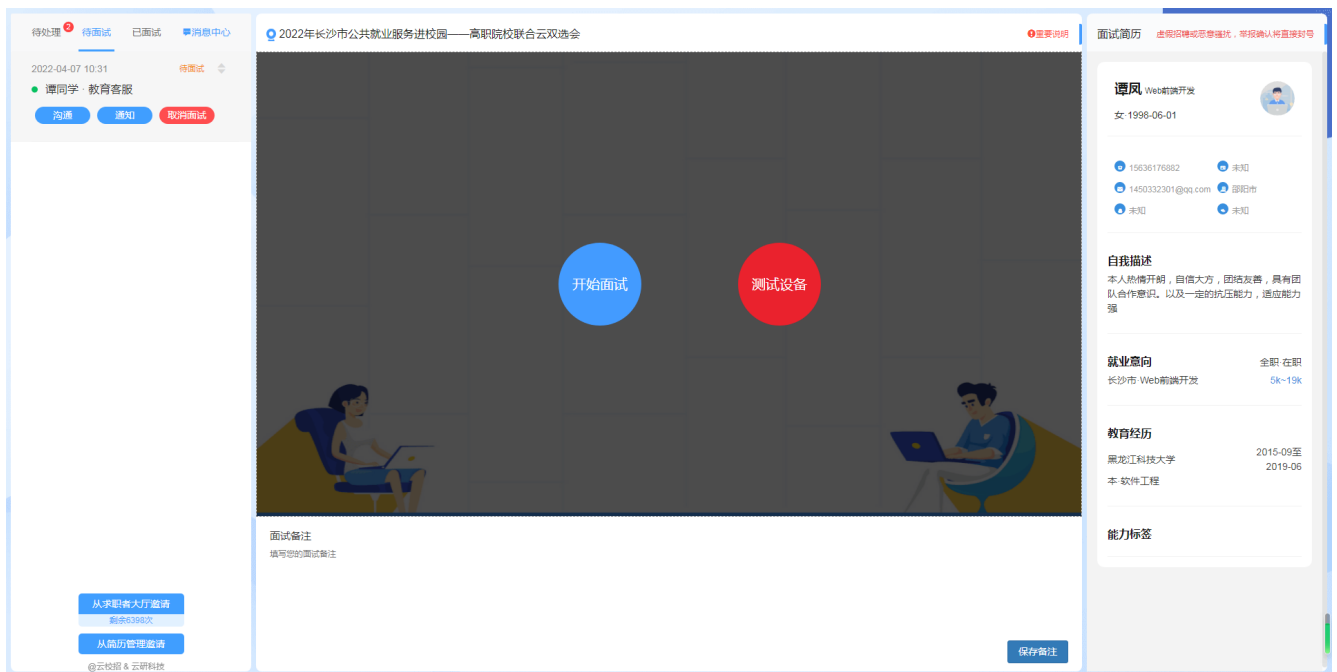 待处理 2 待面试 已面试 消息中心
2022-04-07 10:31 待面试
谭同学 · 教育客服
沟通 通知 取消面试
从求职者大厅邀请
剩余6398次
从简历管理邀请
@云校招 & 云研科技
2022年长沙市公共就业服务进校园——高职院校联合云双选会 重要说明
开始面试 测试设备
面试备注
填写您的面试备注
保存备注
面试简历 虚假招聘或恶意骚扰，举报确认将直接封号
谭凤 Web前端开发
女·1998-06-01
15636176882 未知
1450332301@qq.com 邵阳市
未知 未知
自我描述
本人热情开朗，自信大方，团结友善，具有团
队合作意识。以及一定的抗压能力，适应能力
强
就业意向 全职·在职
长沙市·Web前端开发 5k~19k
教育经历
黑龙江科技大学 2015-09至
2019-06
本·软件工程
能力标签